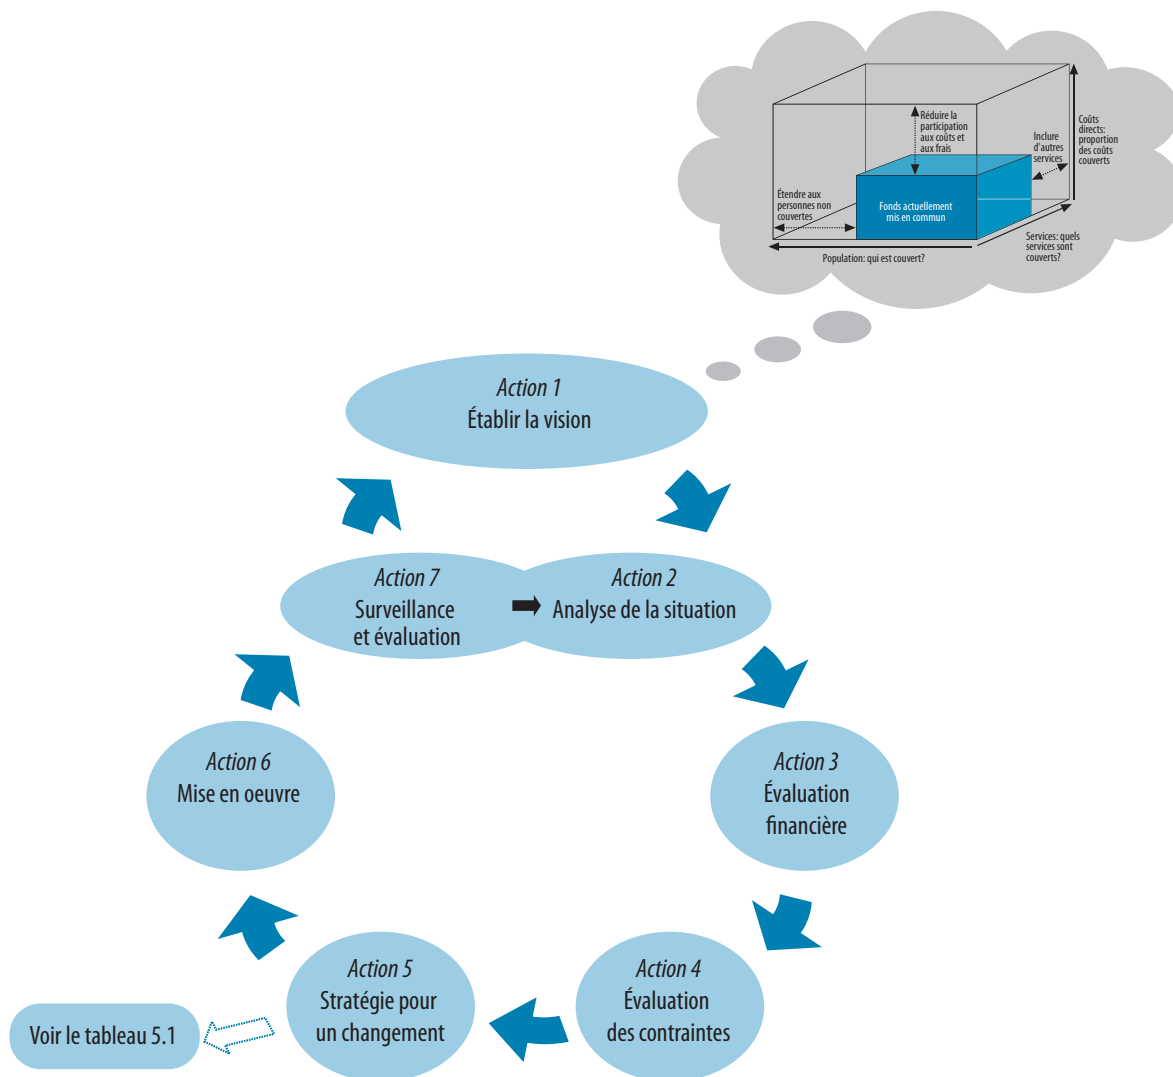 Réduire la
participation
aux coûts et
aux frais
Inclure
d'autres
services
Coûts
directs:
proportion
des coûts
couverts
Étendre aux
personnes non
couvertes
Fonds actuellement
mis en commun
Services: quels
services sont
couverts?
Population: qui est couvert?
Action 1
Établir la vision
Action 7
Surveillance
et évaluation
Action 2
Analyse de la situation
Action 6
Mise en oeuvre
Action 3
Évaluation
financière
Action 5
Stratégie pour
un changement
Action 4
Évaluation
des contraintes
Voir le tableau 5.1